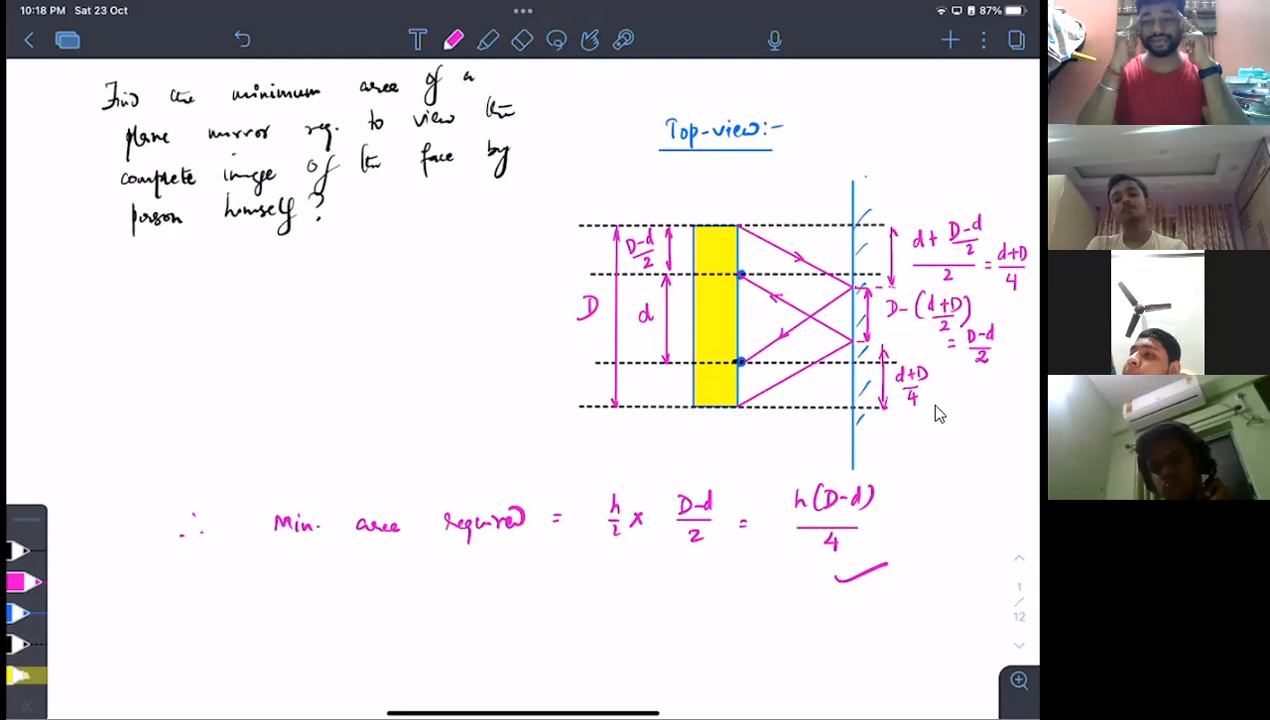 10:18 PM Sat 23 Oct
87%
T
Find the minimum area of a
plane mirror req. to view the
complete image of the face by
person himself?
Top-view:-
D-d/2
D
d
d + D-d/2 / 2 = d+D/4
D-(d+D/2)
= D-d/2
d+D/4
∴ Min. area required = h/2 × D-d/2 = h(D-d)/4
1
/
12